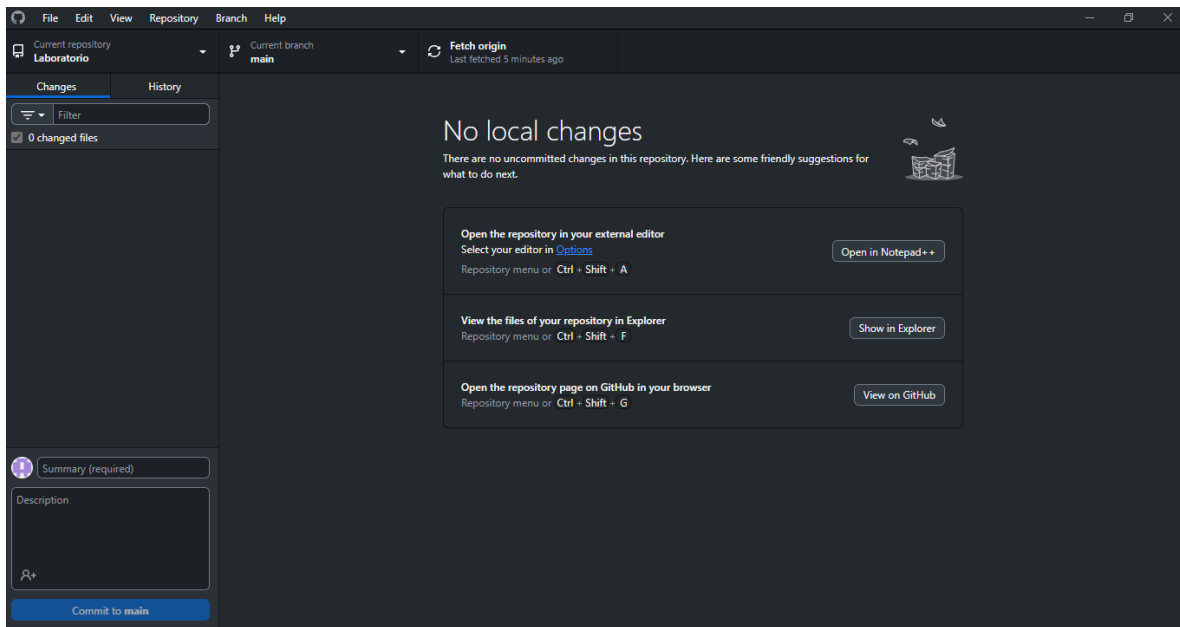 File Edit View Repository Branch Help
Current repository
Laboratorio
Current branch
main
Fetch origin
Last fetched 5 minutes ago
Changes History
Filter
0 changed files
No local changes
There are no uncommitted changes in this repository. Here are some friendly suggestions for
what to do next.
Open the repository in your external editor
Select your editor in Options
Repository menu or Ctrl + Shift + A
Open in Notepad++
View the files of your repository in Explorer
Repository menu or Ctrl + Shift + F
Show in Explorer
Open the repository page on GitHub in your browser
Repository menu or Ctrl + Shift + G
View on GitHub
Summary (required)
Description
Commit to main